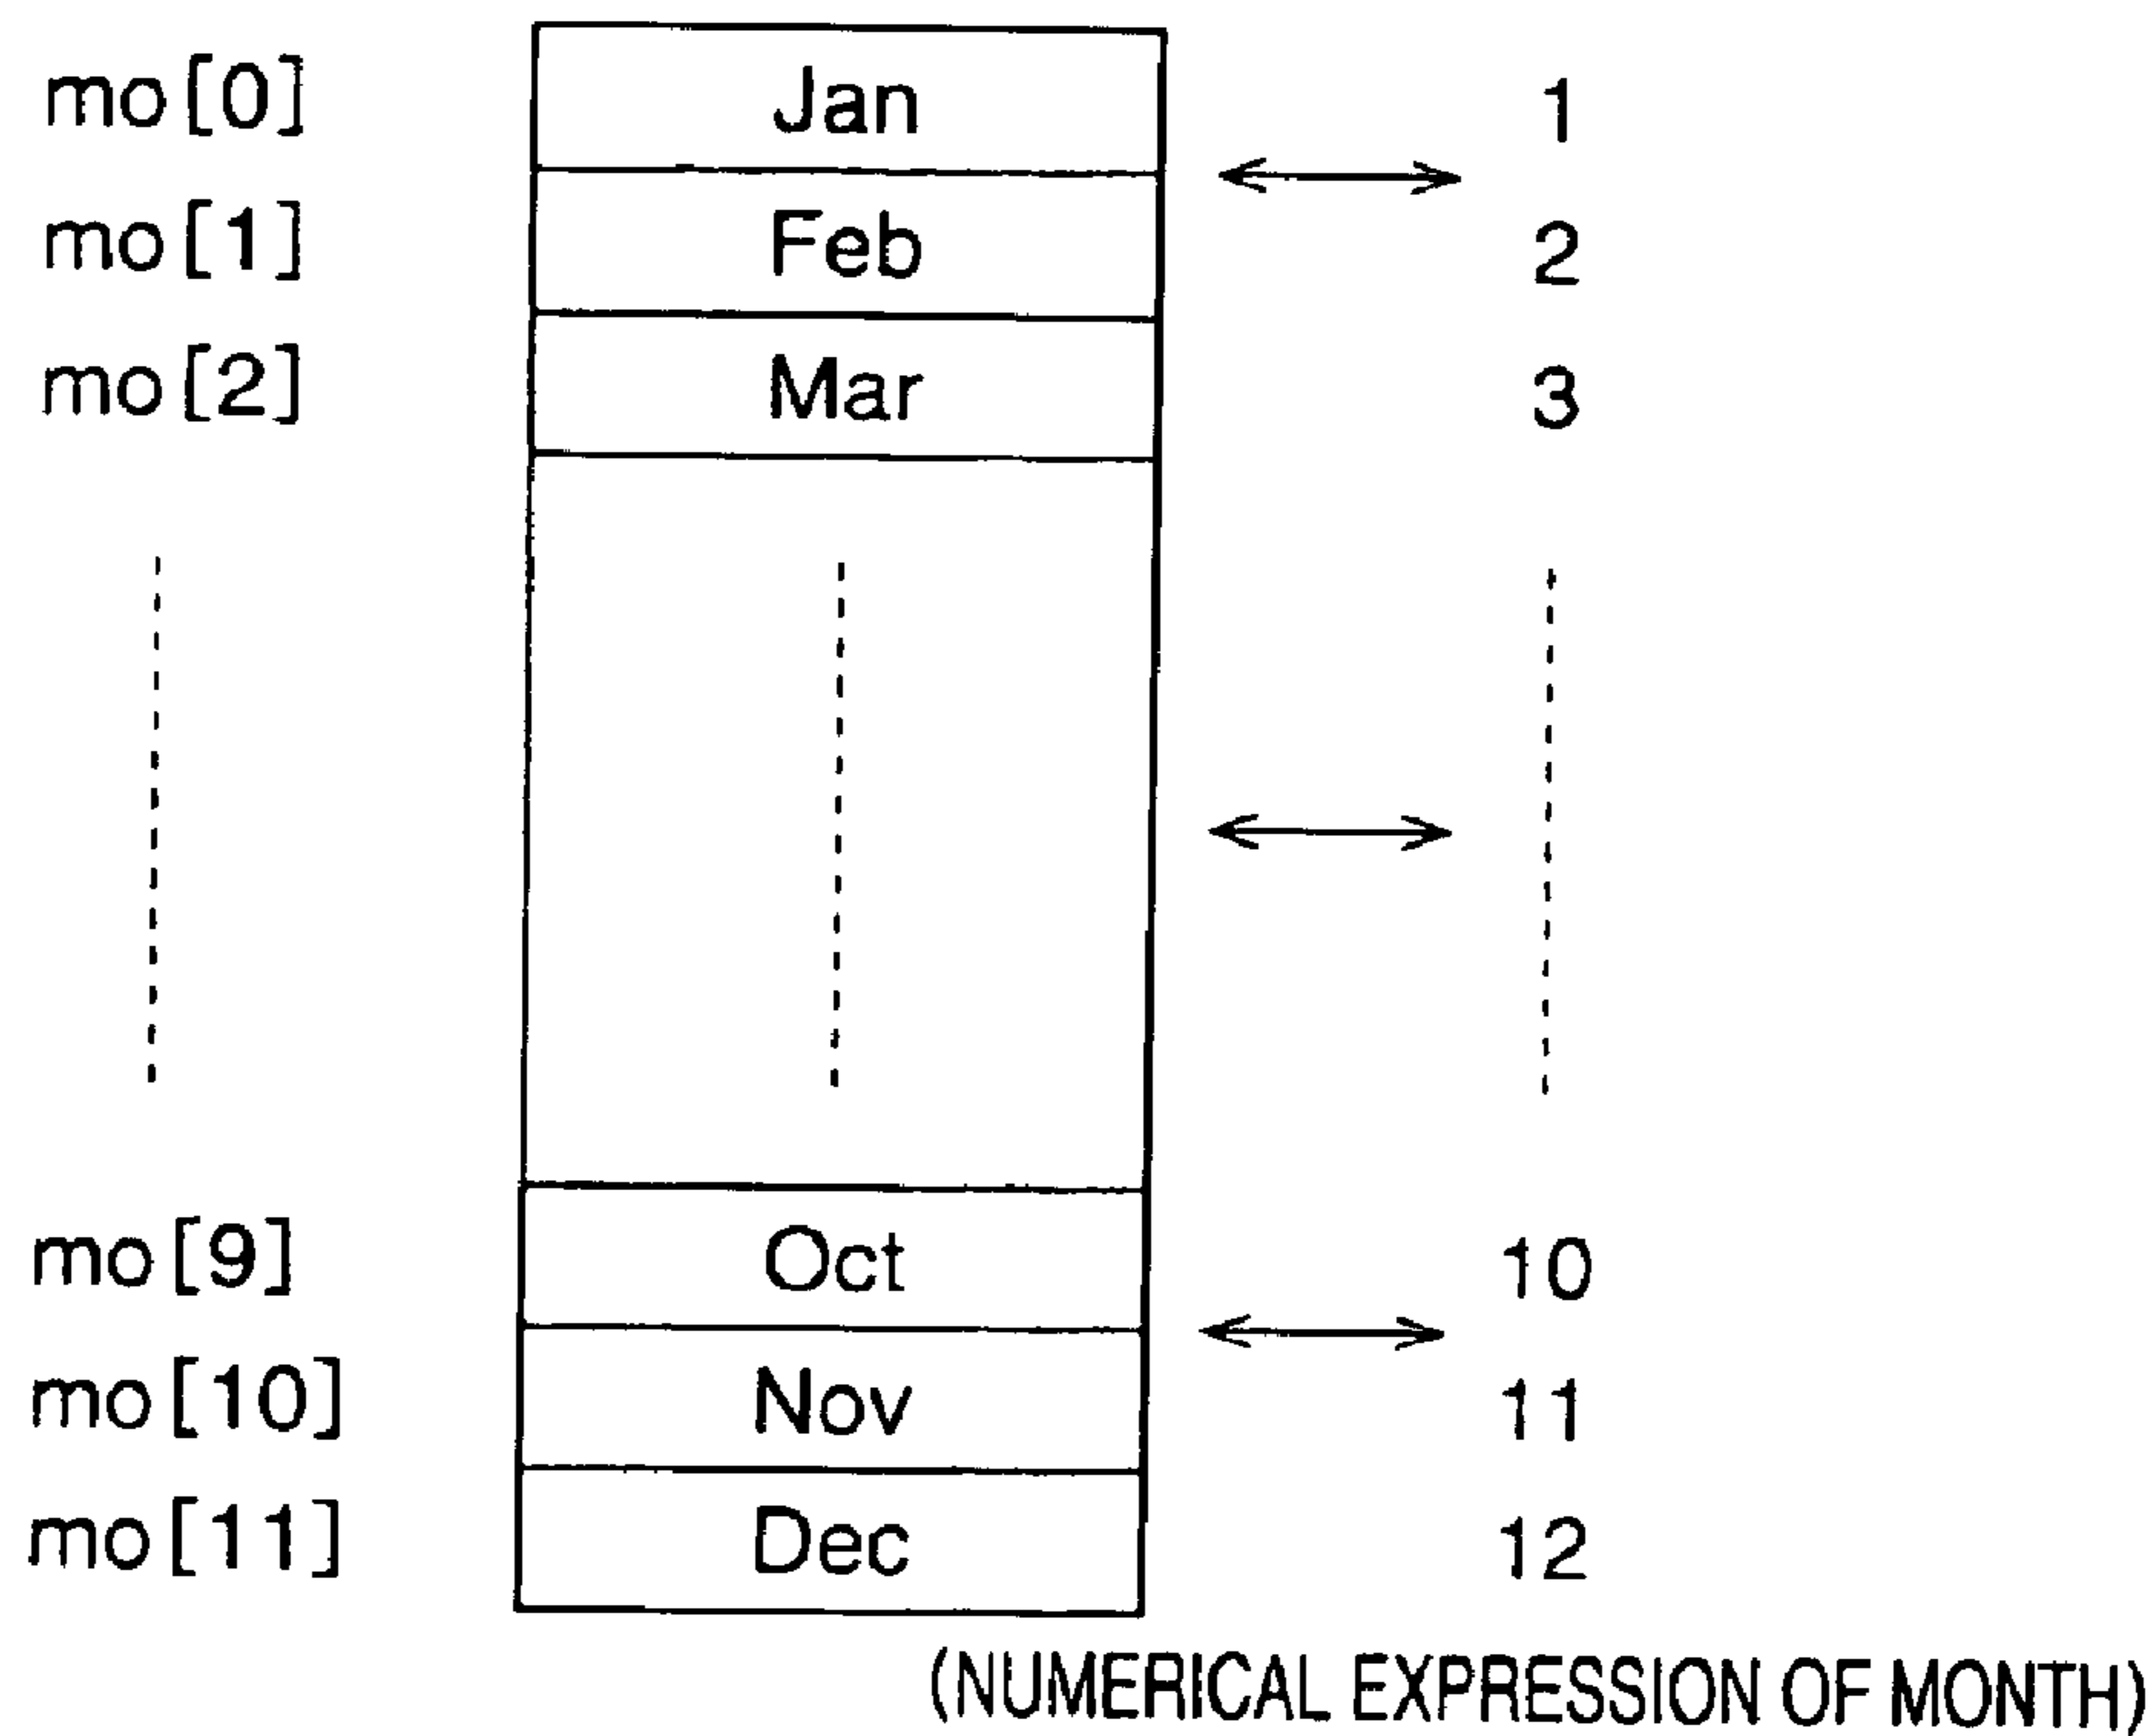 mo[0] Jan 1
mo[1] Feb 2
mo[2] Mar 3
mo[9] Oct 10
mo[10] Nov 11
mo[11] Dec 12
(NUMERICAL EXPRESSION OF MONTH)